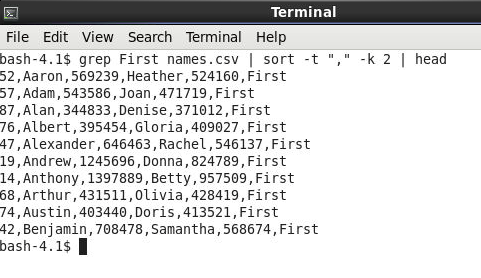 Terminal
File Edit View Search Terminal Help
bash-4.1$ grep First names.csv | sort -t "," -k 2 | head
52,Aaron,569239,Heather,524160,First
57,Adam,543586,Joan,471719,First
87,Alan,344833,Denise,371012,First
76,Albert,395454,Gloria,409027,First
47,Alexander,646463,Rachel,546137,First
19,Andrew,1245696,Donna,824789,First
14,Anthony,1397889,Betty,957509,First
68,Arthur,431511,Olivia,428419,First
74,Austin,403440,Doris,413521,First
42,Benjamin,708478,Samantha,568674,First
bash-4.1$